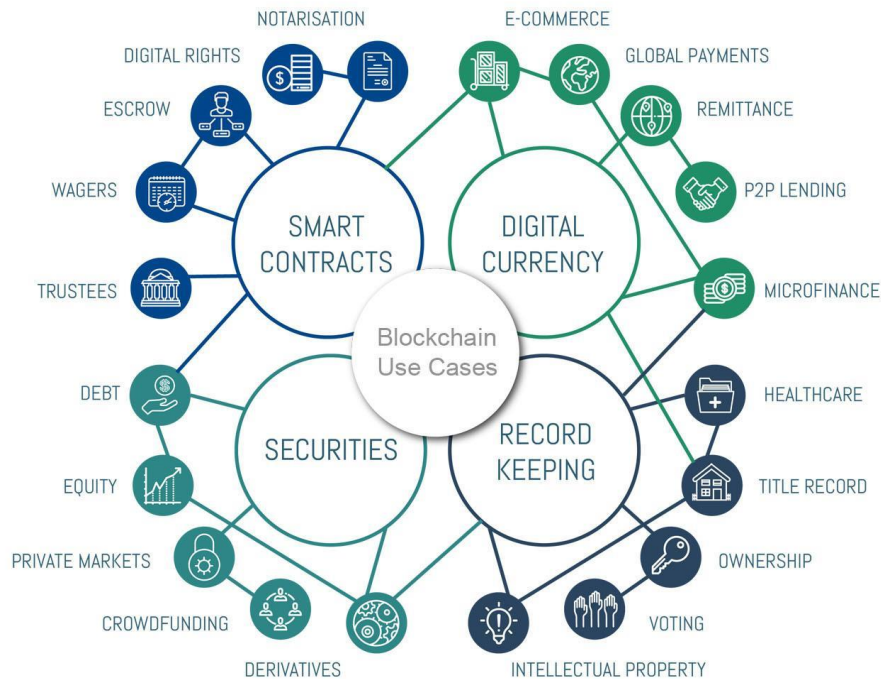 NOTARISATION
E-COMMERCE
DIGITAL RIGHTS
GLOBAL PAYMENTS
ESCROW
REMITTANCE
WAGERS
P2P LENDING
SMART
CONTRACTS
DIGITAL
CURRENCY
TRUSTEES
MICROFINANCE
Blockchain
Use Cases
DEBT
HEALTHCARE
SECURITIES
RECORD
KEEPING
EQUITY
TITLE RECORD
PRIVATE MARKETS
OWNERSHIP
CROWDFUNDING
VOTING
DERIVATIVES
INTELLECTUAL PROPERTY